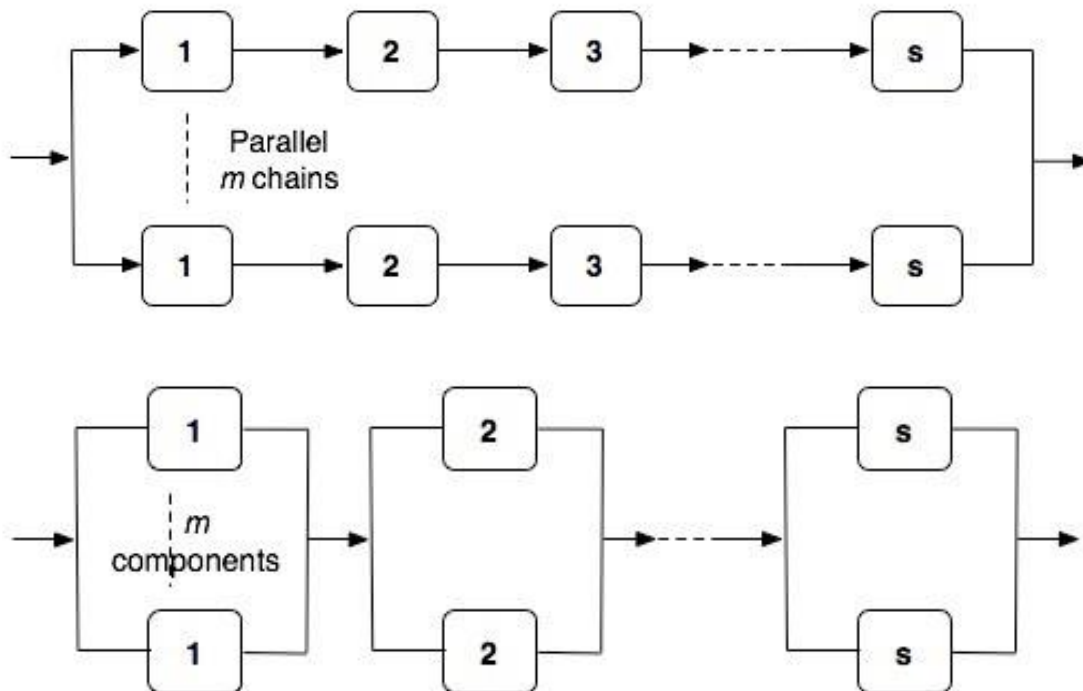 1 2 3 s
Parallel
m chains
1 2 3 s
1 2 s
m
components
1 2 s